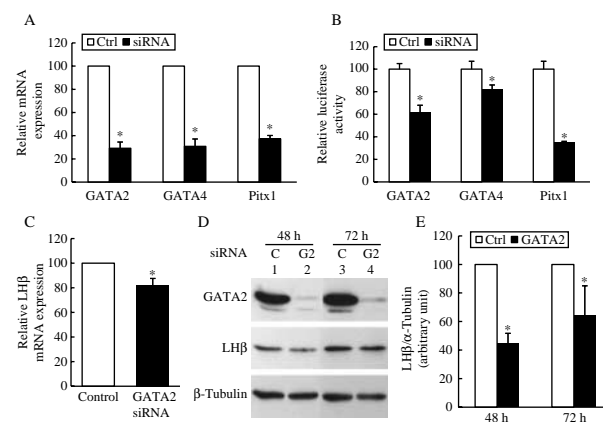 A
Ctrl siRNA
Relative mRNA
expression
120
100
80
60
40
20
0
*
*
*
GATA2 GATA4 Pitx1
B
Ctrl siRNA
Relative luciferase
activity
120
100
80
60
40
20
0
*
*
*
GATA2 GATA4 Pitx1
C
Relative LHβ
mRNA expression
100
80
60
40
20
0
*
Control GATA2
siRNA
D
48 h 72 h
siRNA C G2 C G2
1 2 3 4
GATA2
LHβ
β-Tubulin
E
Ctrl GATA2
LHβ/α-Tubulin
(arbitrary unit)
120
100
80
60
40
20
0
*
*
48 h 72 h